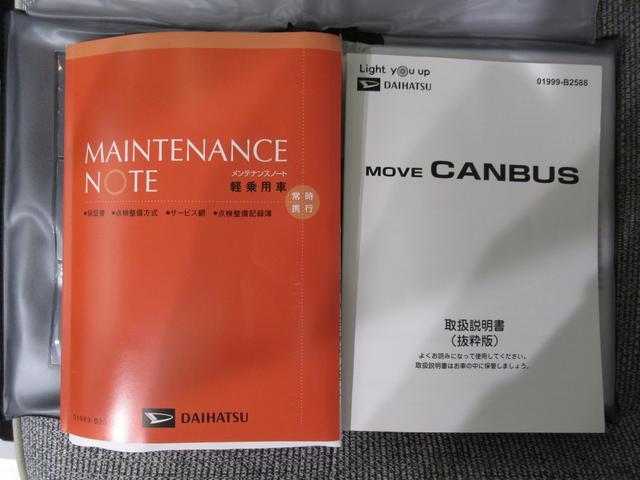 MAINTENANCE
NOTE
メンテナンスノート
軽乗用車
常時
携行
●保証書 ●点検整備方式 ●サービス網 ●点検整備記録簿
DAIHATSU
Light you up
DAIHATSU
01999-B2588
MOVE CANBUS
取扱説明書
(抜粋版)
よくお読みになって使用してください。
取扱説明書はお車の中に保管しましょう。